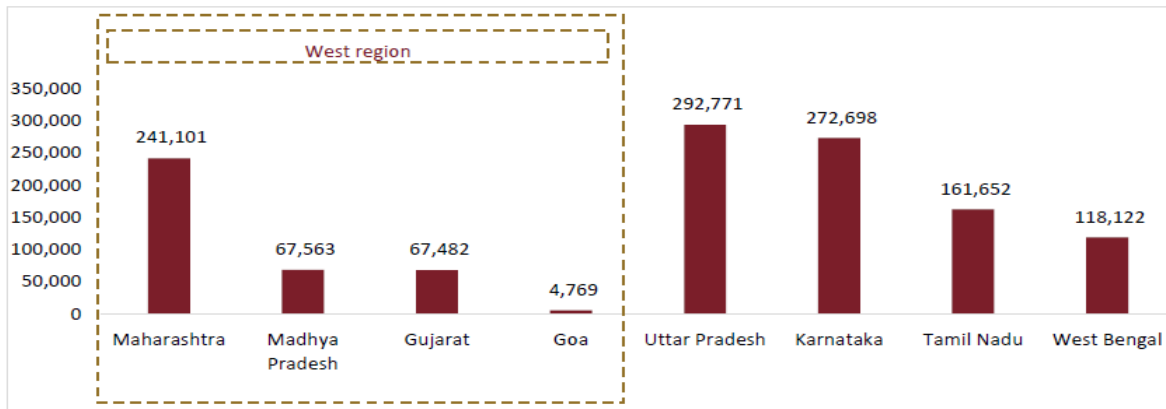 West region
350,000
300,000
250,000
200,000
150,000
100,000
50,000
0
241,101
67,563
67,482
4,769
292,771
272,698
161,652
118,122
Maharashtra
Madhya
Pradesh
Gujarat
Goa
Uttar Pradesh
Karnataka
Tamil Nadu
West Bengal